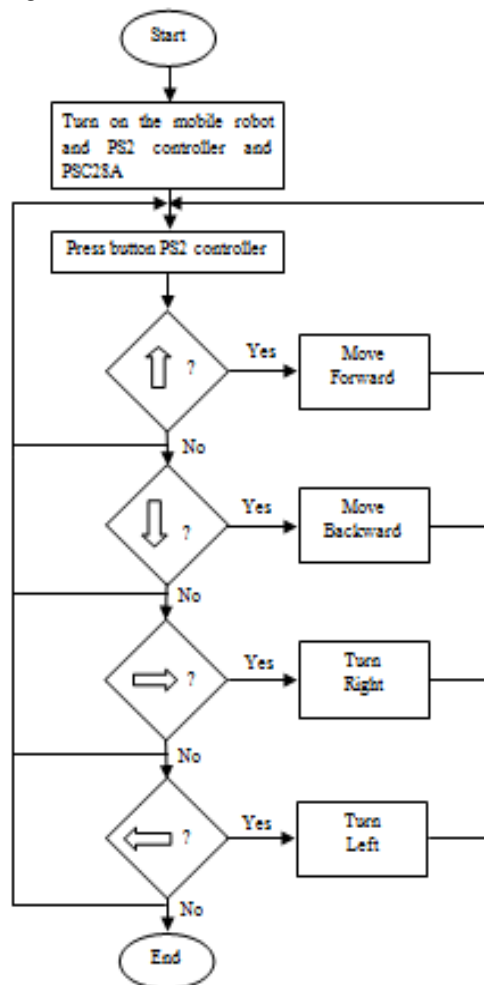 Start
Turn on the mobile robot
and PS2 controller and
PSC28A
Press button PS2 controller
?
Yes
Move
Forward
No
?
Yes
Move
Backward
No
?
Yes
Turn
Right
No
?
Yes
Turn
Left
No
End